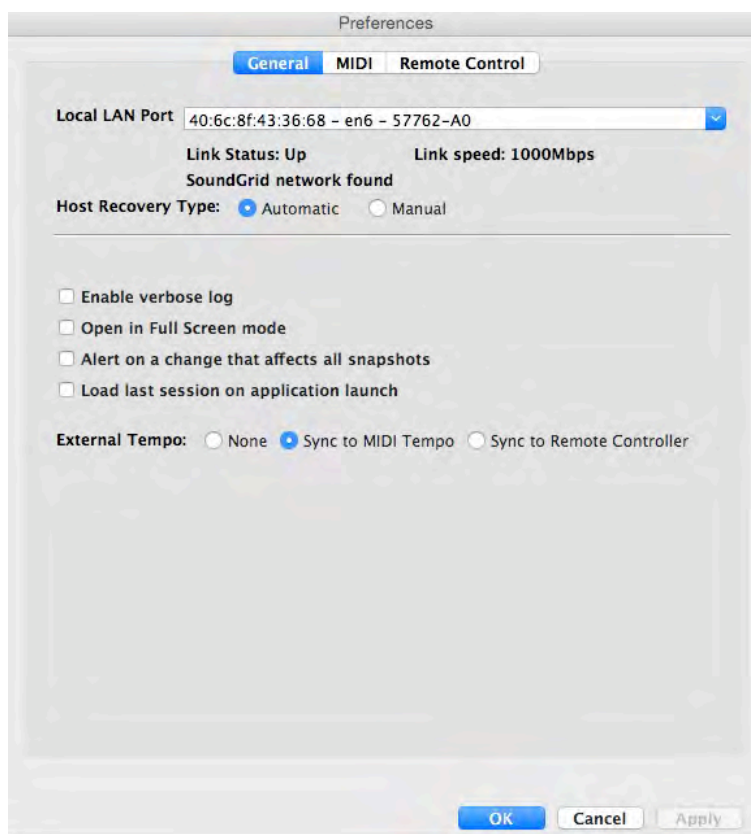 Preferences
General MIDI Remote Control
Local LAN Port 40:6c:8f:43:36:68 – en6 – 57762-A0
Link Status: Up Link speed: 1000Mbps
SoundGrid network found
Host Recovery Type: Automatic Manual
Enable verbose log
Open in Full Screen mode
Alert on a change that affects all snapshots
Load last session on application launch
External Tempo: None Sync to MIDI Tempo Sync to Remote Controller
OK Cancel Apply